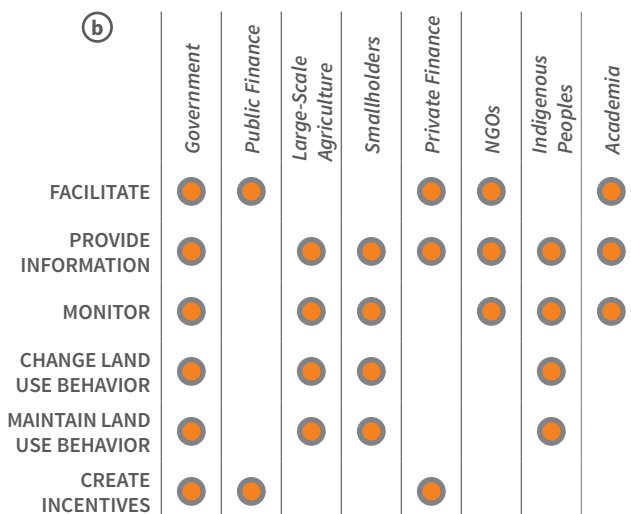 b
Government
Public Finance
Large-Scale
Agriculture
Smallholders
Private Finance
NGOs
Indigenous
Peoples
Academia
FACILITATE
PROVIDE
INFORMATION
MONITOR
CHANGE LAND
USE BEHAVIOR
MAINTAIN LAND
USE BEHAVIOR
CREATE
INCENTIVES